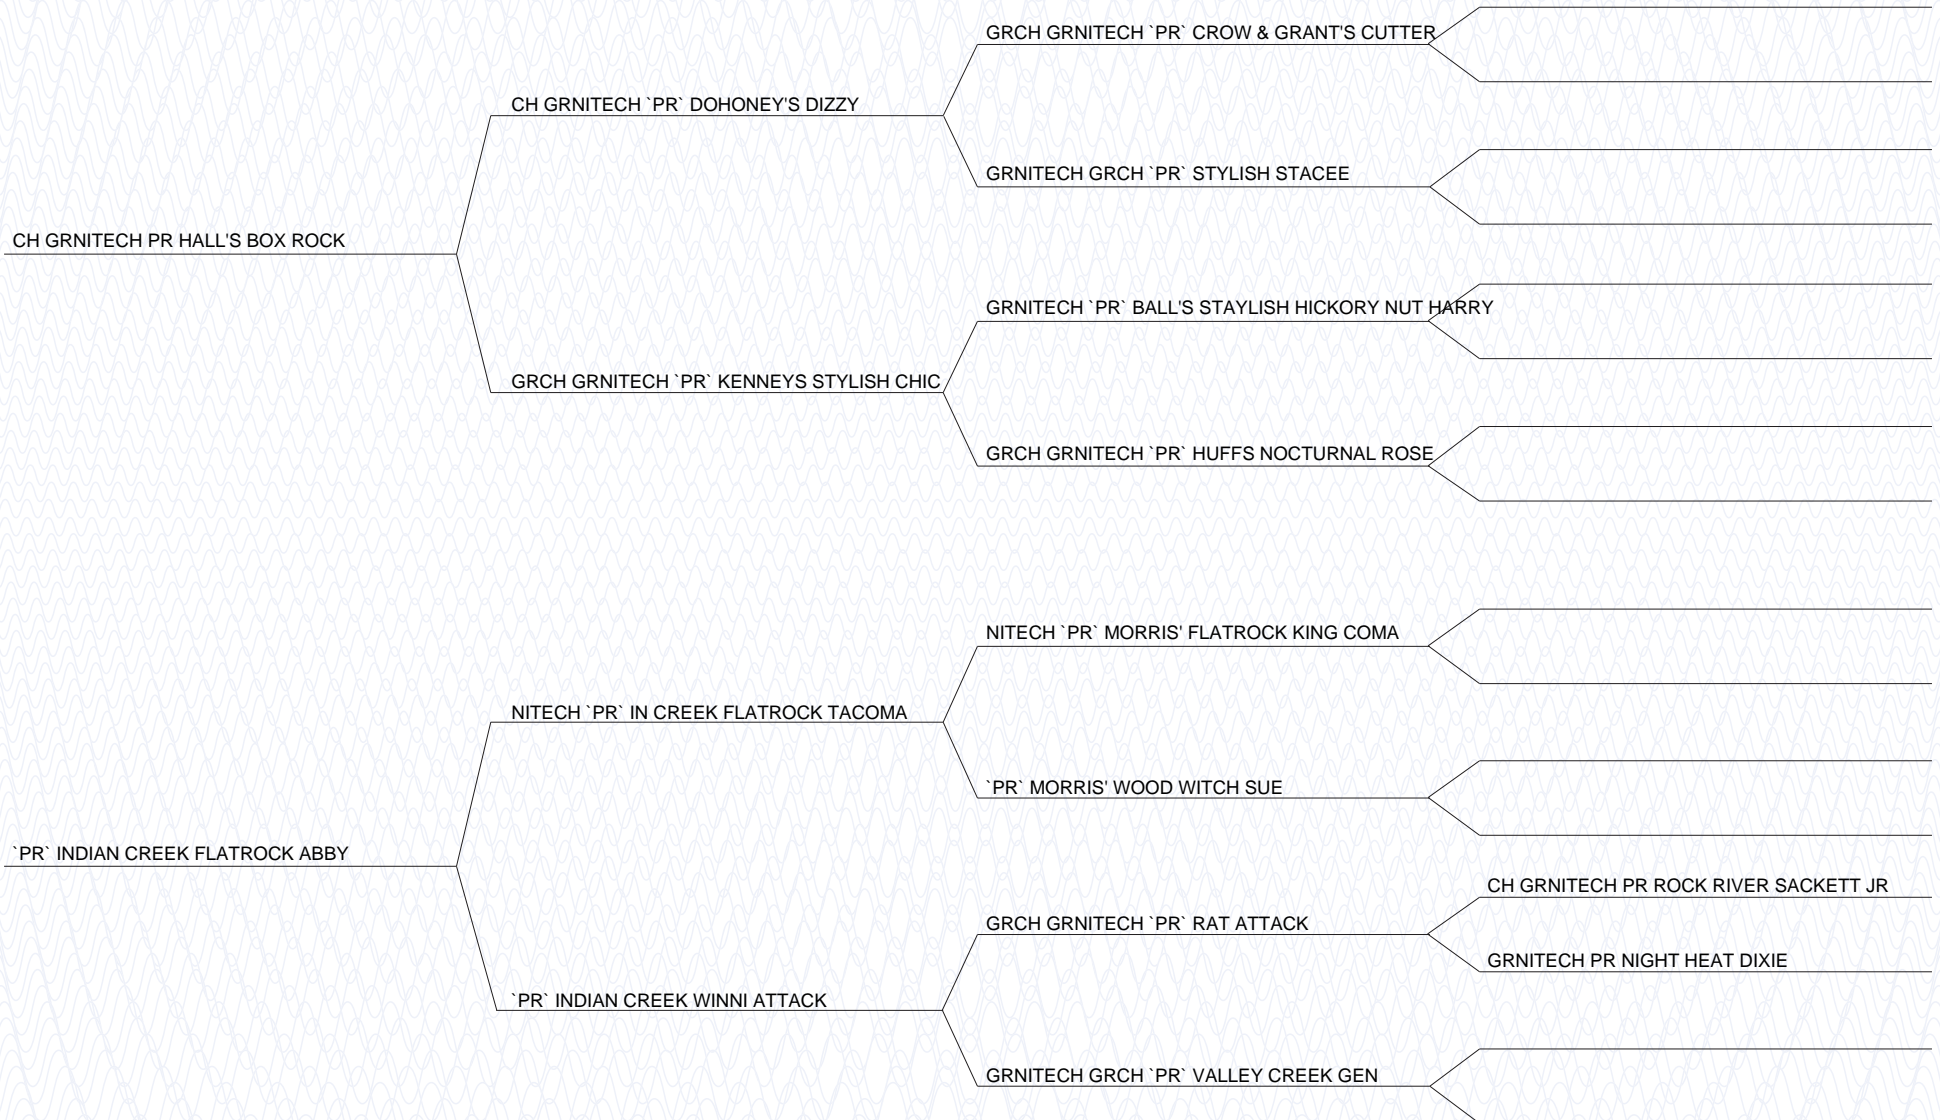 GRCH GRNITECH `PR` CROW & GRANT'S CUTTER
CH GRNITECH `PR` DOHONEY'S DIZZY
GRNITECH GRCH `PR` STYLISH STACEE
CH GRNITECH PR HALL'S BOX ROCK
GRNITECH `PR` BALL'S STAYLISH HICKORY NUT HARRY
GRCH GRNITECH `PR` KENNEYS STYLISH CHIC
GRCH GRNITECH `PR` HUFFS NOCTURNAL ROSE
NITECH `PR` MORRIS' FLATROCK KING COMA
NITECH `PR` IN CREEK FLATROCK TACOMA
`PR` MORRIS' WOOD WITCH SUE
`PR` INDIAN CREEK FLATROCK ABBY
CH GRNITECH PR ROCK RIVER SACKETT JR
GRCH GRNITECH `PR` RAT ATTACK
GRNITECH PR NIGHT HEAT DIXIE
`PR` INDIAN CREEK WINNI ATTACK
GRNITECH GRCH `PR` VALLEY CREEK GEN